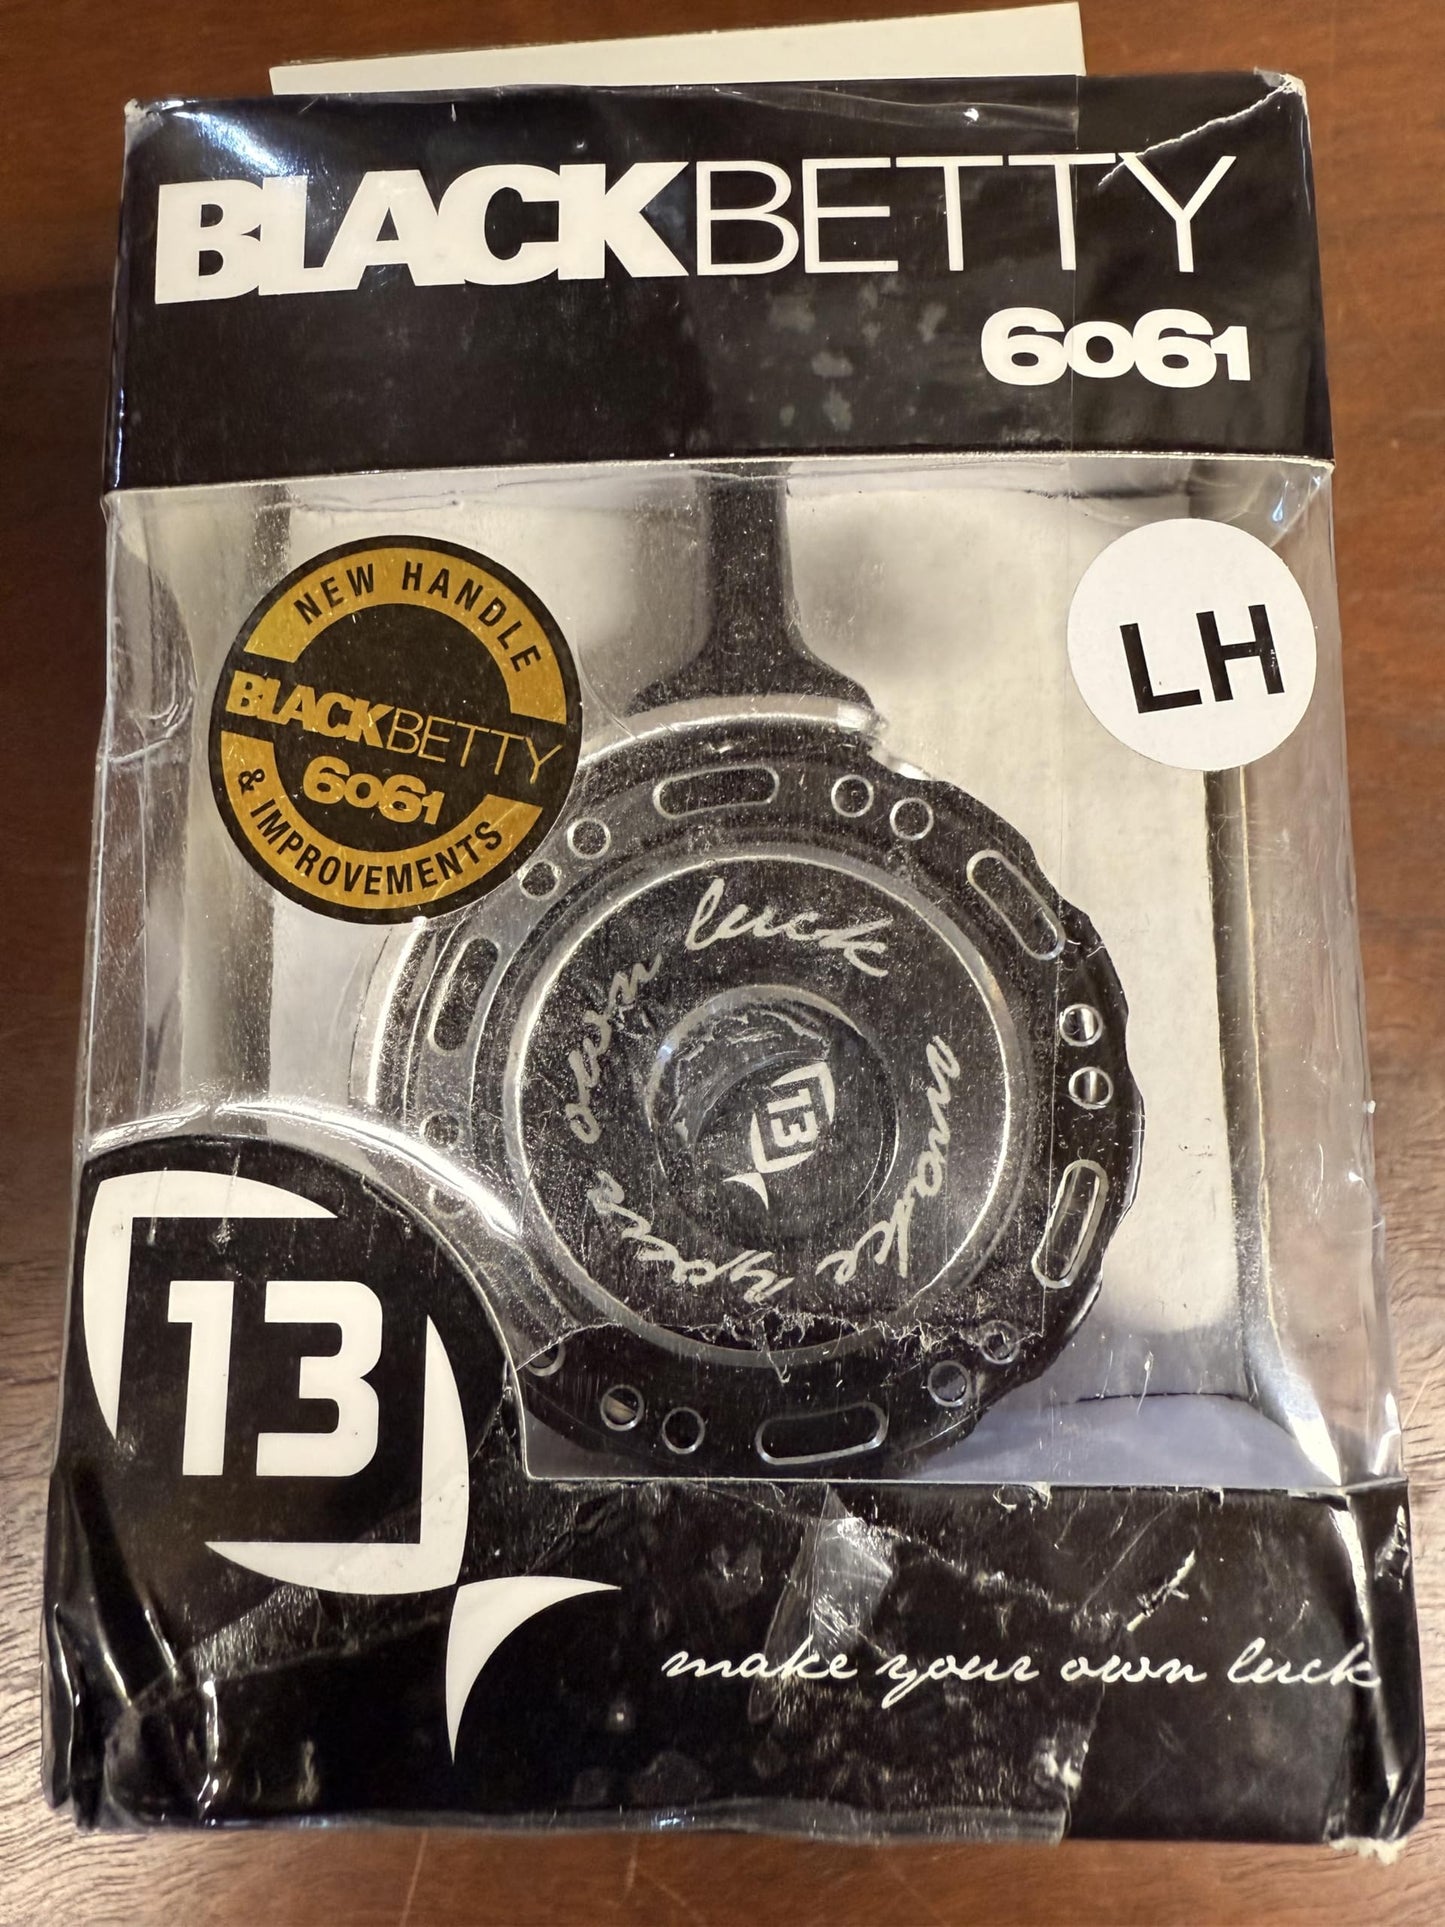 BLACKBETTY
6061
NEW HANDLE
BLACKBETTY
6061
& IMPROVEMENTS
LH
make your own luck
13
13
make your own luck